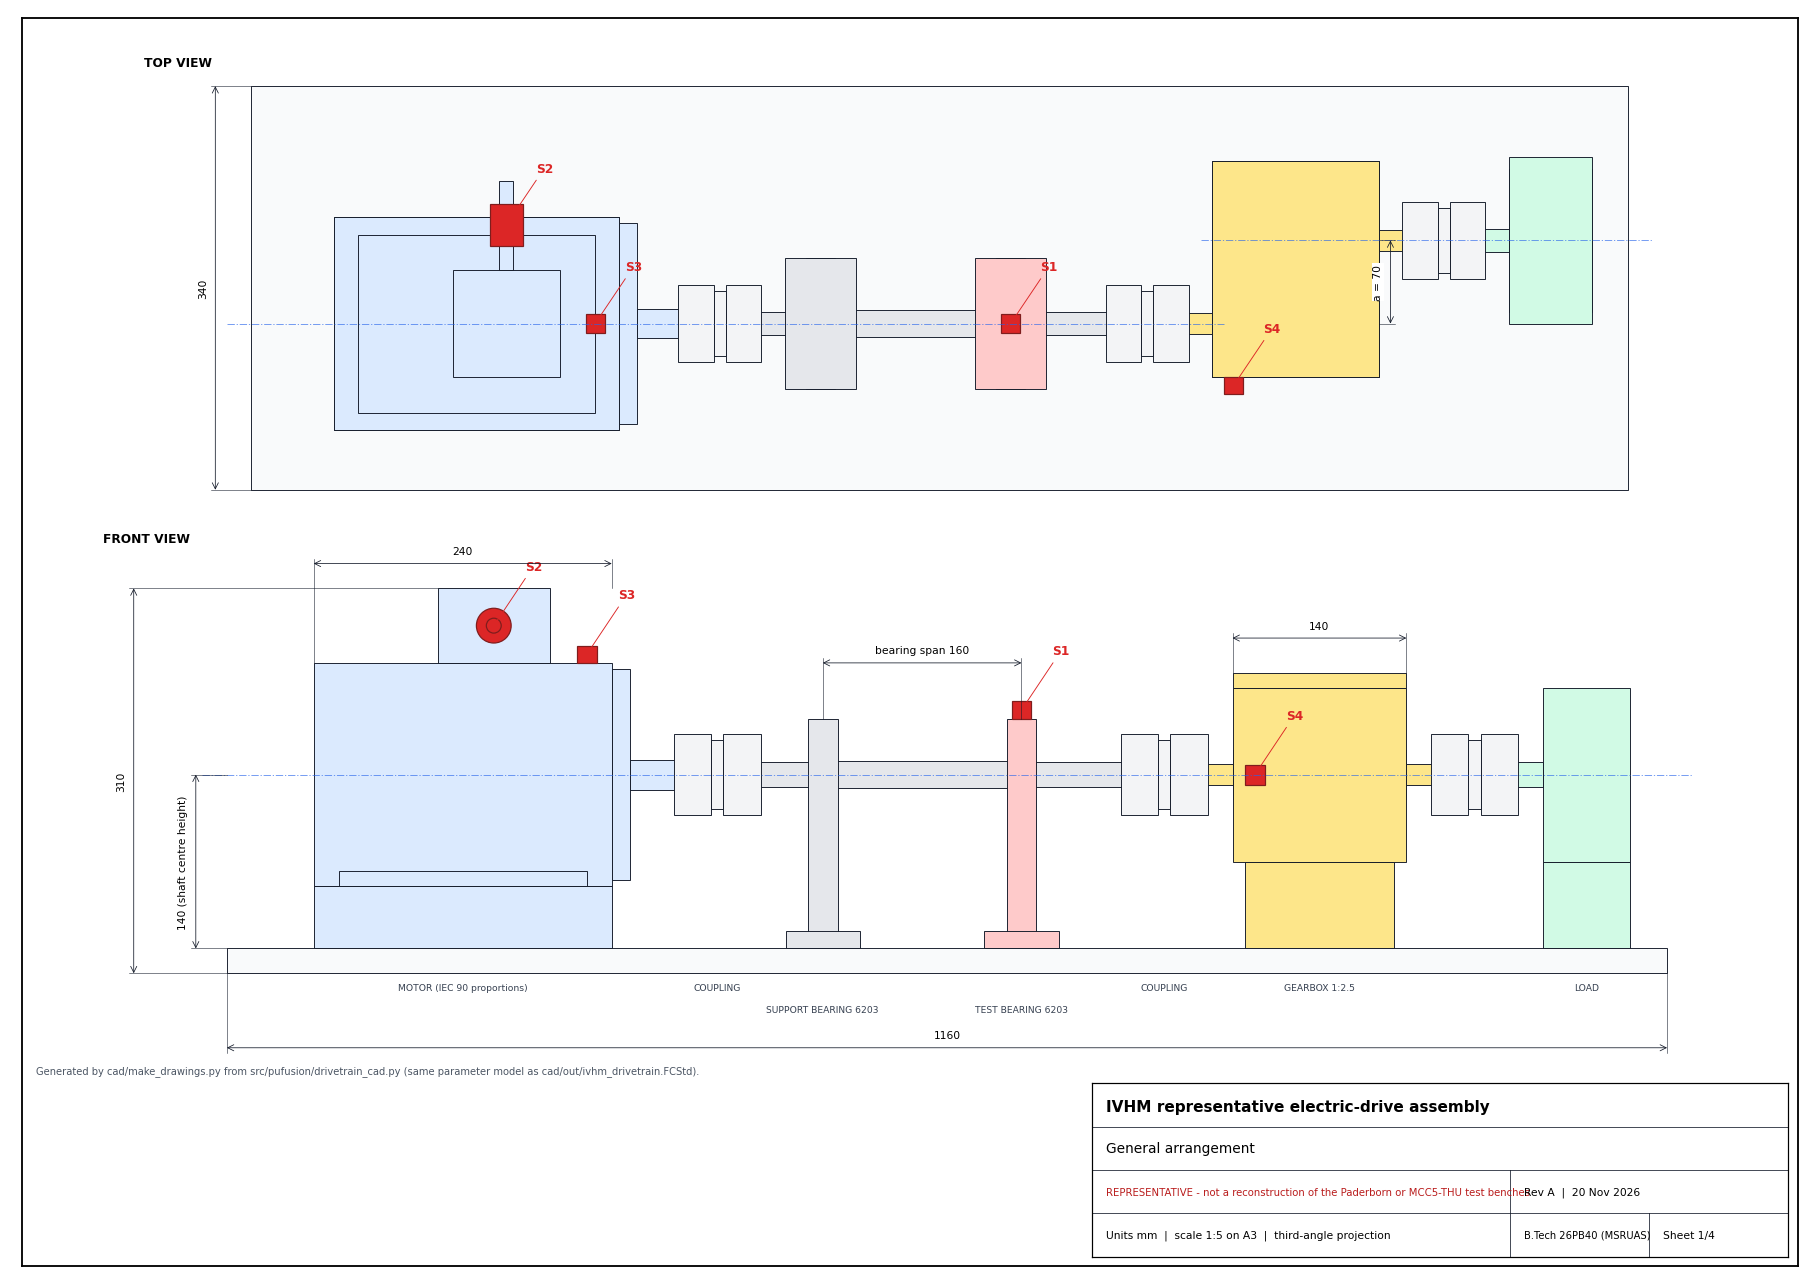 TOP VIEW
S2
S3
S1
340
a = 70
S4
FRONT VIEW
240
S2
S3
140
bearing span 160
S1
S4
310
140 (shaft centre height)
MOTOR (IEC 90 proportions)
COUPLING
COUPLING
GEARBOX 1:2.5
LOAD
SUPPORT BEARING 6203
TEST BEARING 6203
1160
Generated by cad/make_drawings.py from src/pufusion/drivetrain_cad.py (same parameter model as cad/out/ivhm_drivetrain.FCStd).
IVHM representative electric-drive assembly
General arrangement
REPRESENTATIVE - not a reconstruction of the Paderborn or MCC5-THU test benches.
Rev A | 20 Nov 2026
Units mm | scale 1:5 on A3 | third-angle projection
B.Tech 26PB40 (MSRUAS)
Sheet 1/4